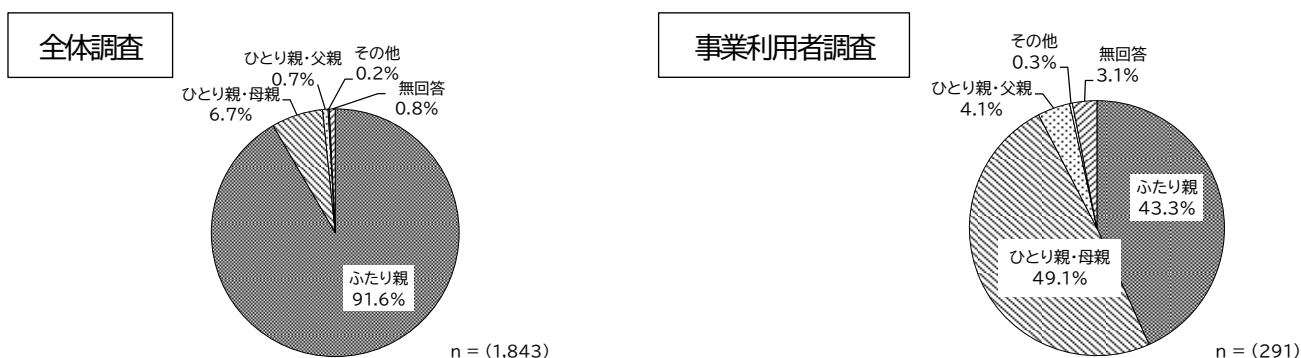 全体調査
ひとり親・父親
0.7%
その他
0.2%
無回答
0.8%
ひとり親・母親
6.7%
ふたり親
91.6%
n = (1,843)
事業利用者調査
その他
0.3%
無回答
3.1%
ひとり親・父親
4.1%
ふたり親
43.3%
ひとり親・母親
49.1%
n = (291)